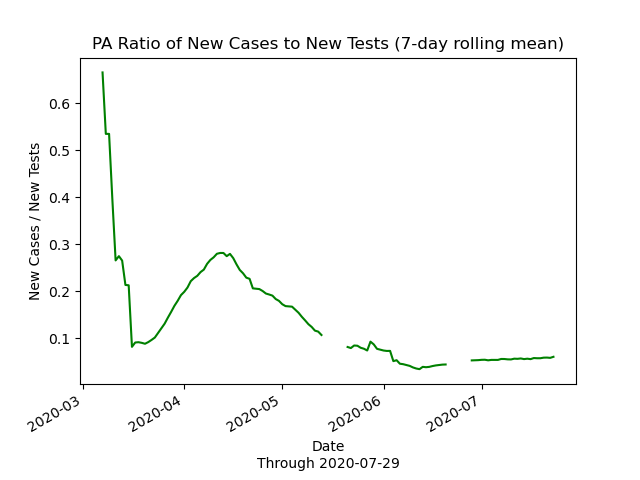 PA Ratio of New Cases to New Tests (7-day rolling mean)
New Cases / New Tests
0.6
0.5
0.4
0.3
0.2
0.1
2020-03
2020-04
2020-05
2020-06
2020-07
Date
Through 2020-07-29